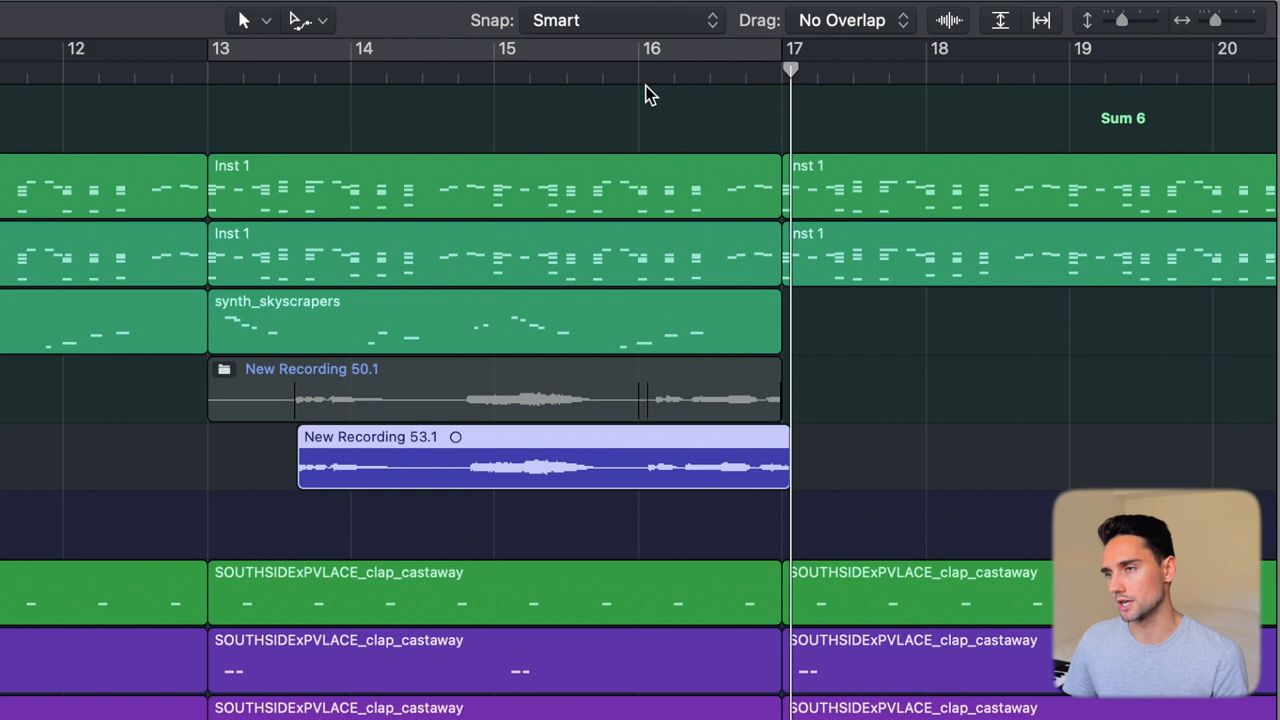 Snap: Smart Drag: No Overlap
12 13 14 15 16 17 18 19 20
Sum 6
Inst 1 nst 1
Inst 1 nst 1
synth_skyscrapers
New Recording 50.1
New Recording 53.1
SOUTHSIDExPVLACE_clap_castaway SOUTHSIDExPVLACE_clap_castaway
SOUTHSIDExPVLACE_clap_castaway SOUTHSIDExPVLACE_clap_castaway
SOUTHSIDExPVLACE_clap_castaway SOUTHSIDExPVLACE_clap_castaway